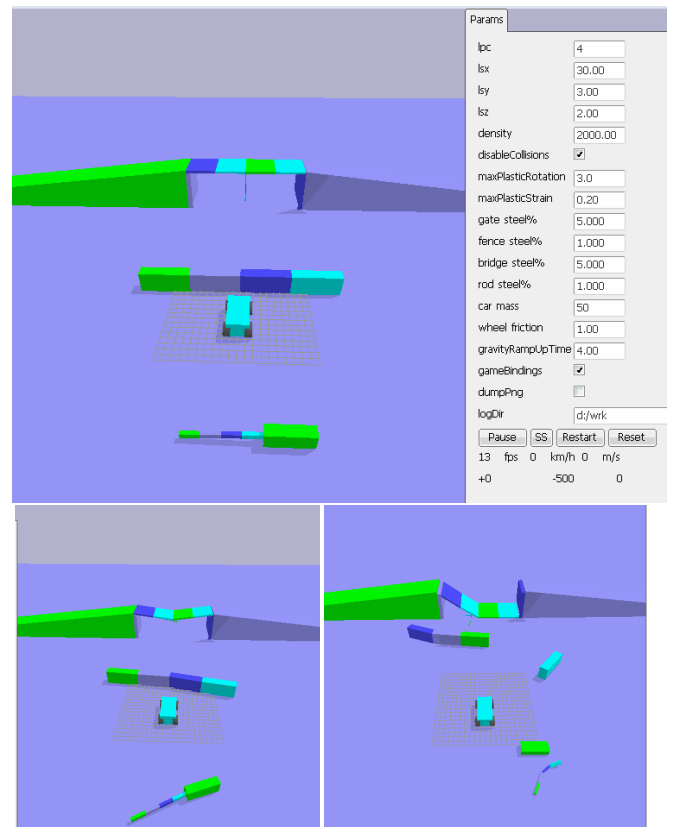 Params
lpc 4
lsx 30.00
lsy 3.00
lsz 2.00
density 2000.00
disableCollisions
maxPlasticRotation 3.0
maxPlasticStrain 0.20
gate steel% 5.000
fence steel% 1.000
bridge steel% 5.000
rod steel% 1.000
car mass 50
wheel friction 1.00
gravityRampUpTime 4.00
gameBindings
dumpPng
logDir d:/wrk
Pause SS Restart Reset
13 fps 0 km/h 0 m/s
+0 -500 0